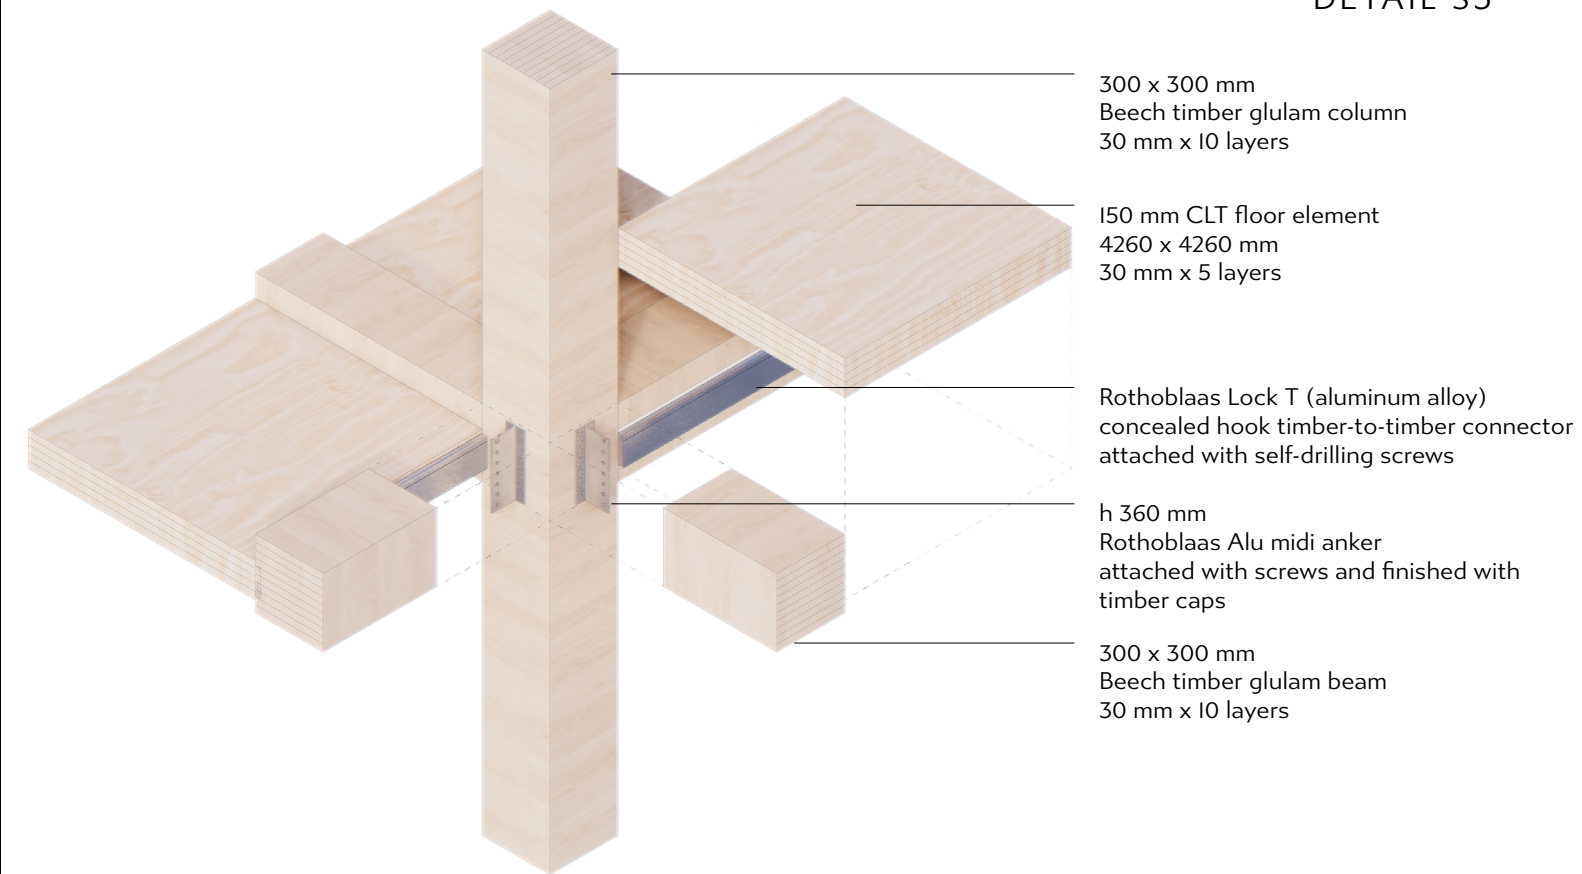 DETAIL S5
300 x 300 mm
Beech timber glulam column
30 mm x 10 layers
150 mm CLT floor element
4260 x 4260 mm
30 mm x 5 layers
Rothoblaas Lock T (aluminum alloy)
concealed hook timber-to-timber connector
attached with self-drilling screws
h 360 mm
Rothoblaas Alu midi anker
attached with screws and finished with
timber caps
300 x 300 mm
Beech timber glulam beam
30 mm x 10 layers